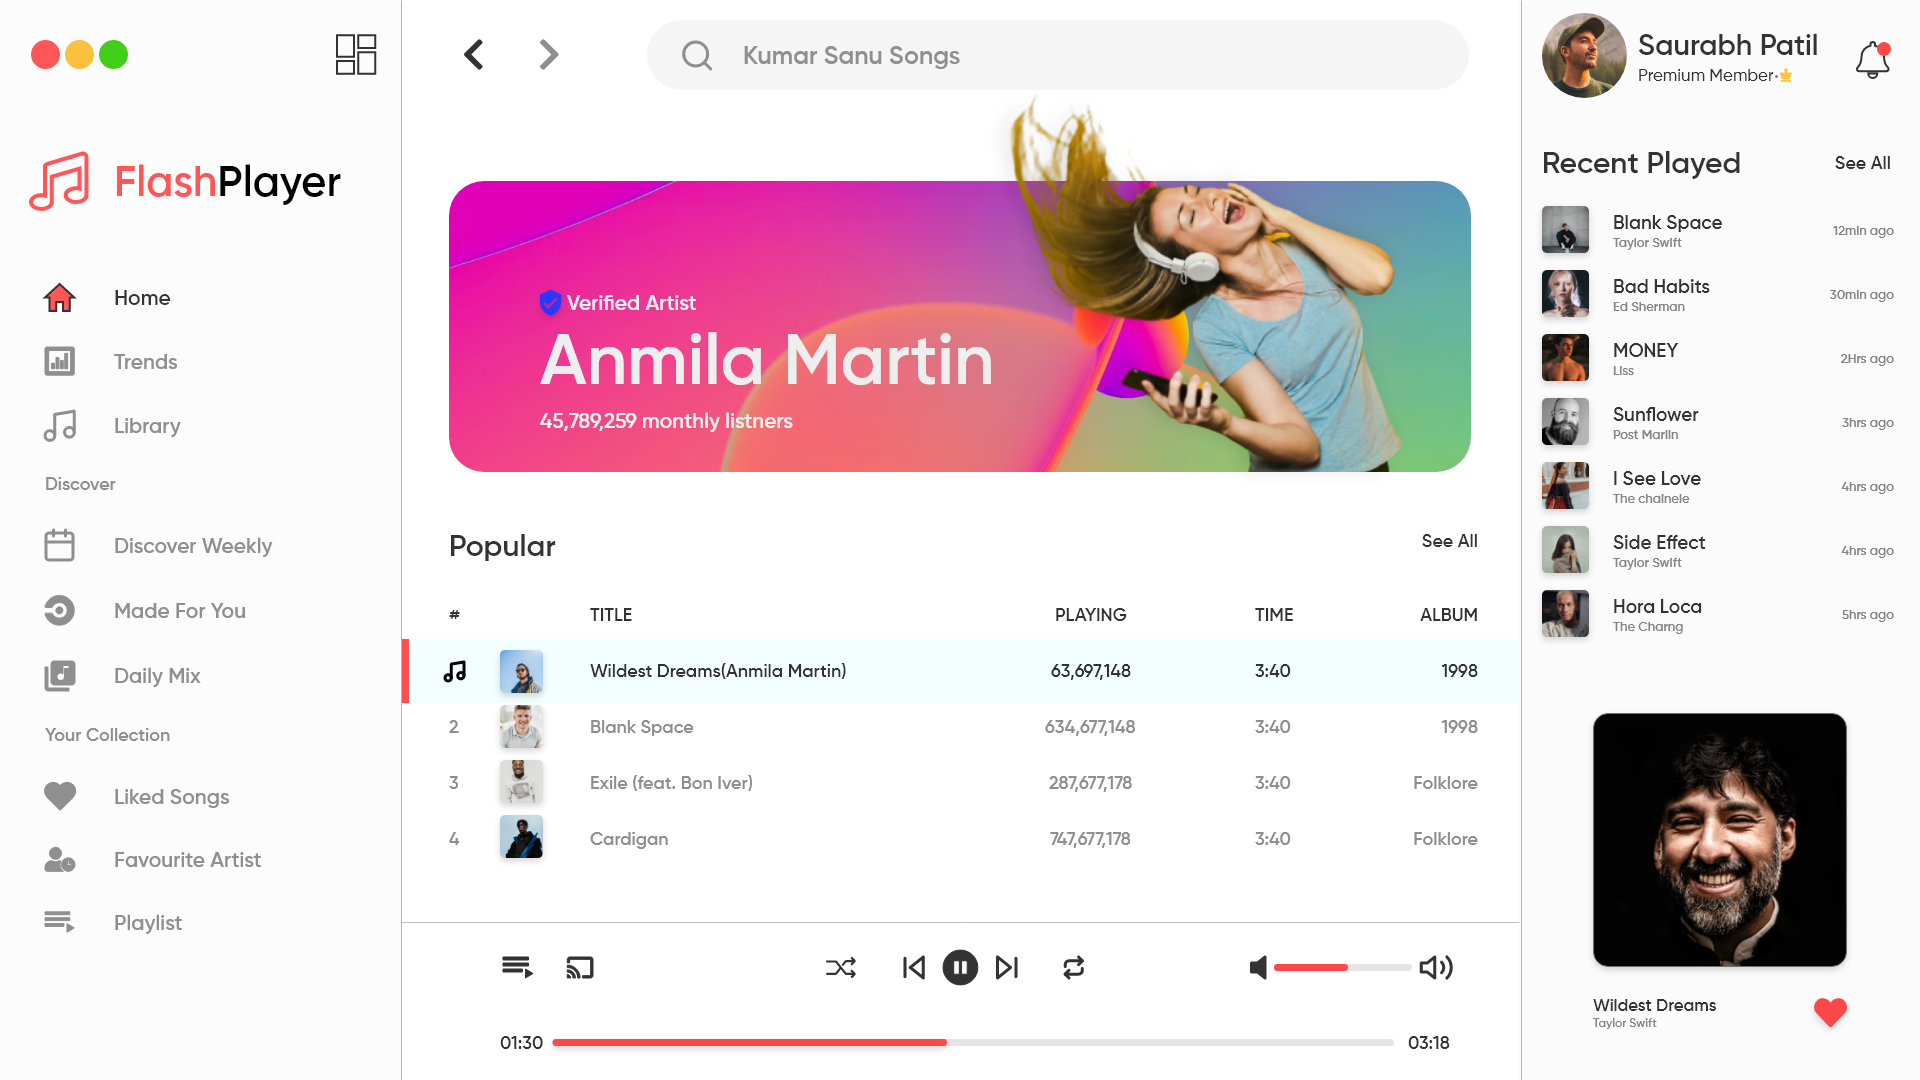 FlashPlayer
Home
Trends
Library
Discover
Discover Weekly
Made For You
Daily Mix
Your Collection
Liked Songs
Favourite Artist
Playlist
Kumar Sanu Songs
Verified Artist
Anmila Martin
45,789,259 monthly listners
Popular
See All
# TITLE PLAYING TIME ALBUM
Wildest Dreams(Anmila Martin) 63,697,148 3:40 1998
2 Blank Space 634,677,148 3:40 1998
3 Exile (feat. Bon Iver) 287,677,178 3:40 Folklore
4 Cardigan 747,677,178 3:40 Folklore
01:30 03:18
Saurabh Patil
Premium Member
Recent Played See All
Blank Space
Taylor Swift
12min ago
Bad Habits
Ed Sherman
30min ago
MONEY
Liss
2Hrs ago
Sunflower
Post Marlin
3hrs ago
I See Love
The chainele
4hrs ago
Side Effect
Taylor Swift
4hrs ago
Hora Loca
The Charng
5hrs ago
Wildest Dreams
Taylor Swift